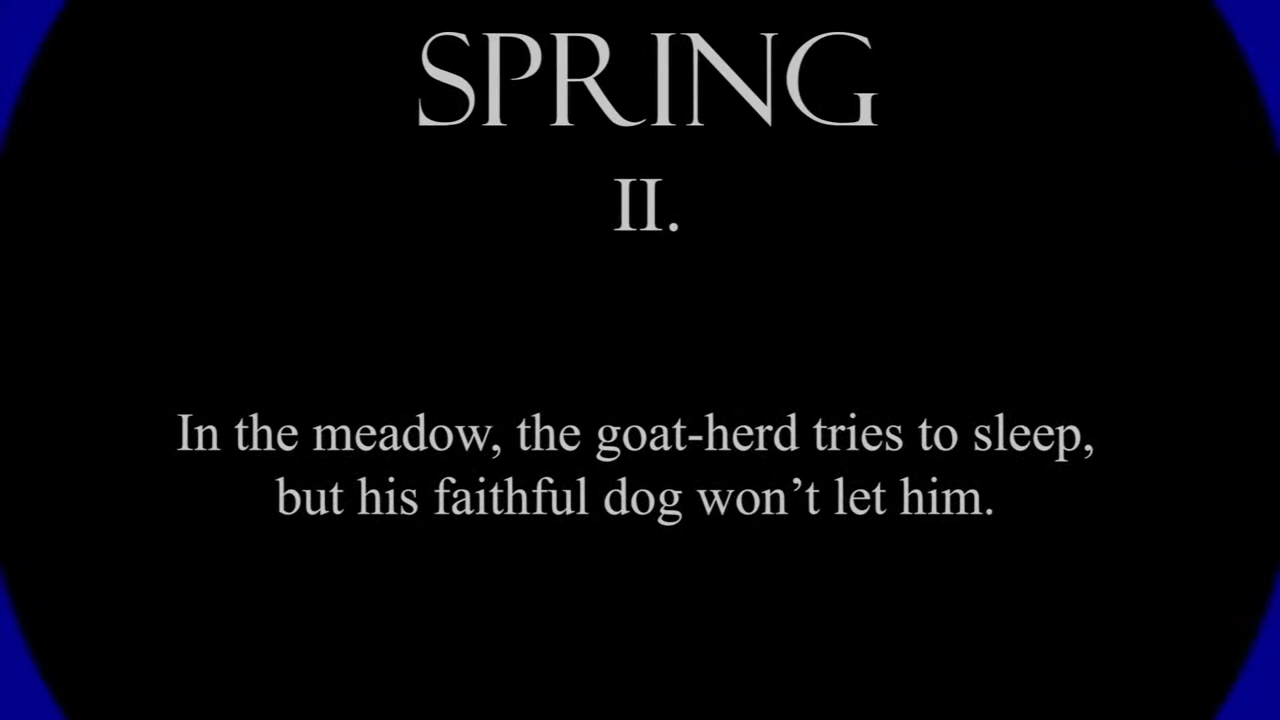 SPRING
II.
In the meadow, the goat-herd tries to sleep,
but his faithful dog won’t let him.